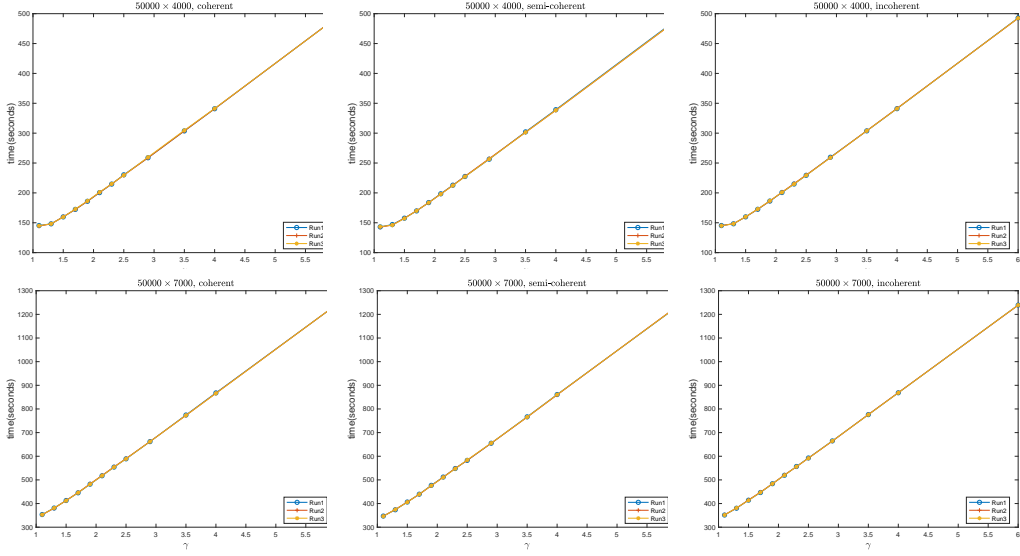 50000 × 4000, coherent
500
450
400
350
300
250
200
150
100
time(seconds)
1 1.5 2 2.5 3 3.5 4 4.5 5 5.5
Run1
Run2
Run3
50000 × 4000, semi-coherent
500
450
400
350
300
250
200
150
100
time(seconds)
1 1.5 2 2.5 3 3.5 4 4.5 5 5.5
Run1
Run2
Run3
50000 × 4000, incoherent
500
450
400
350
300
250
200
150
100
time(seconds)
1 1.5 2 2.5 3 3.5 4 4.5 5 5.5 6
Run1
Run2
Run3
50000 × 7000, coherent
1300
1200
1100
1000
900
800
700
600
500
400
300
time(seconds)
1 1.5 2 2.5 3 3.5 4 4.5 5 5.5
γ
Run1
Run2
Run3
50000 × 7000, semi-coherent
1300
1200
1100
1000
900
800
700
600
500
400
300
time(seconds)
1 1.5 2 2.5 3 3.5 4 4.5 5 5.5
γ
Run1
Run2
Run3
50000 × 7000, incoherent
1300
1200
1100
1000
900
800
700
600
500
400
300
time(seconds)
1 1.5 2 2.5 3 3.5 4 4.5 5 5.5 6
γ
Run1
Run2
Run3